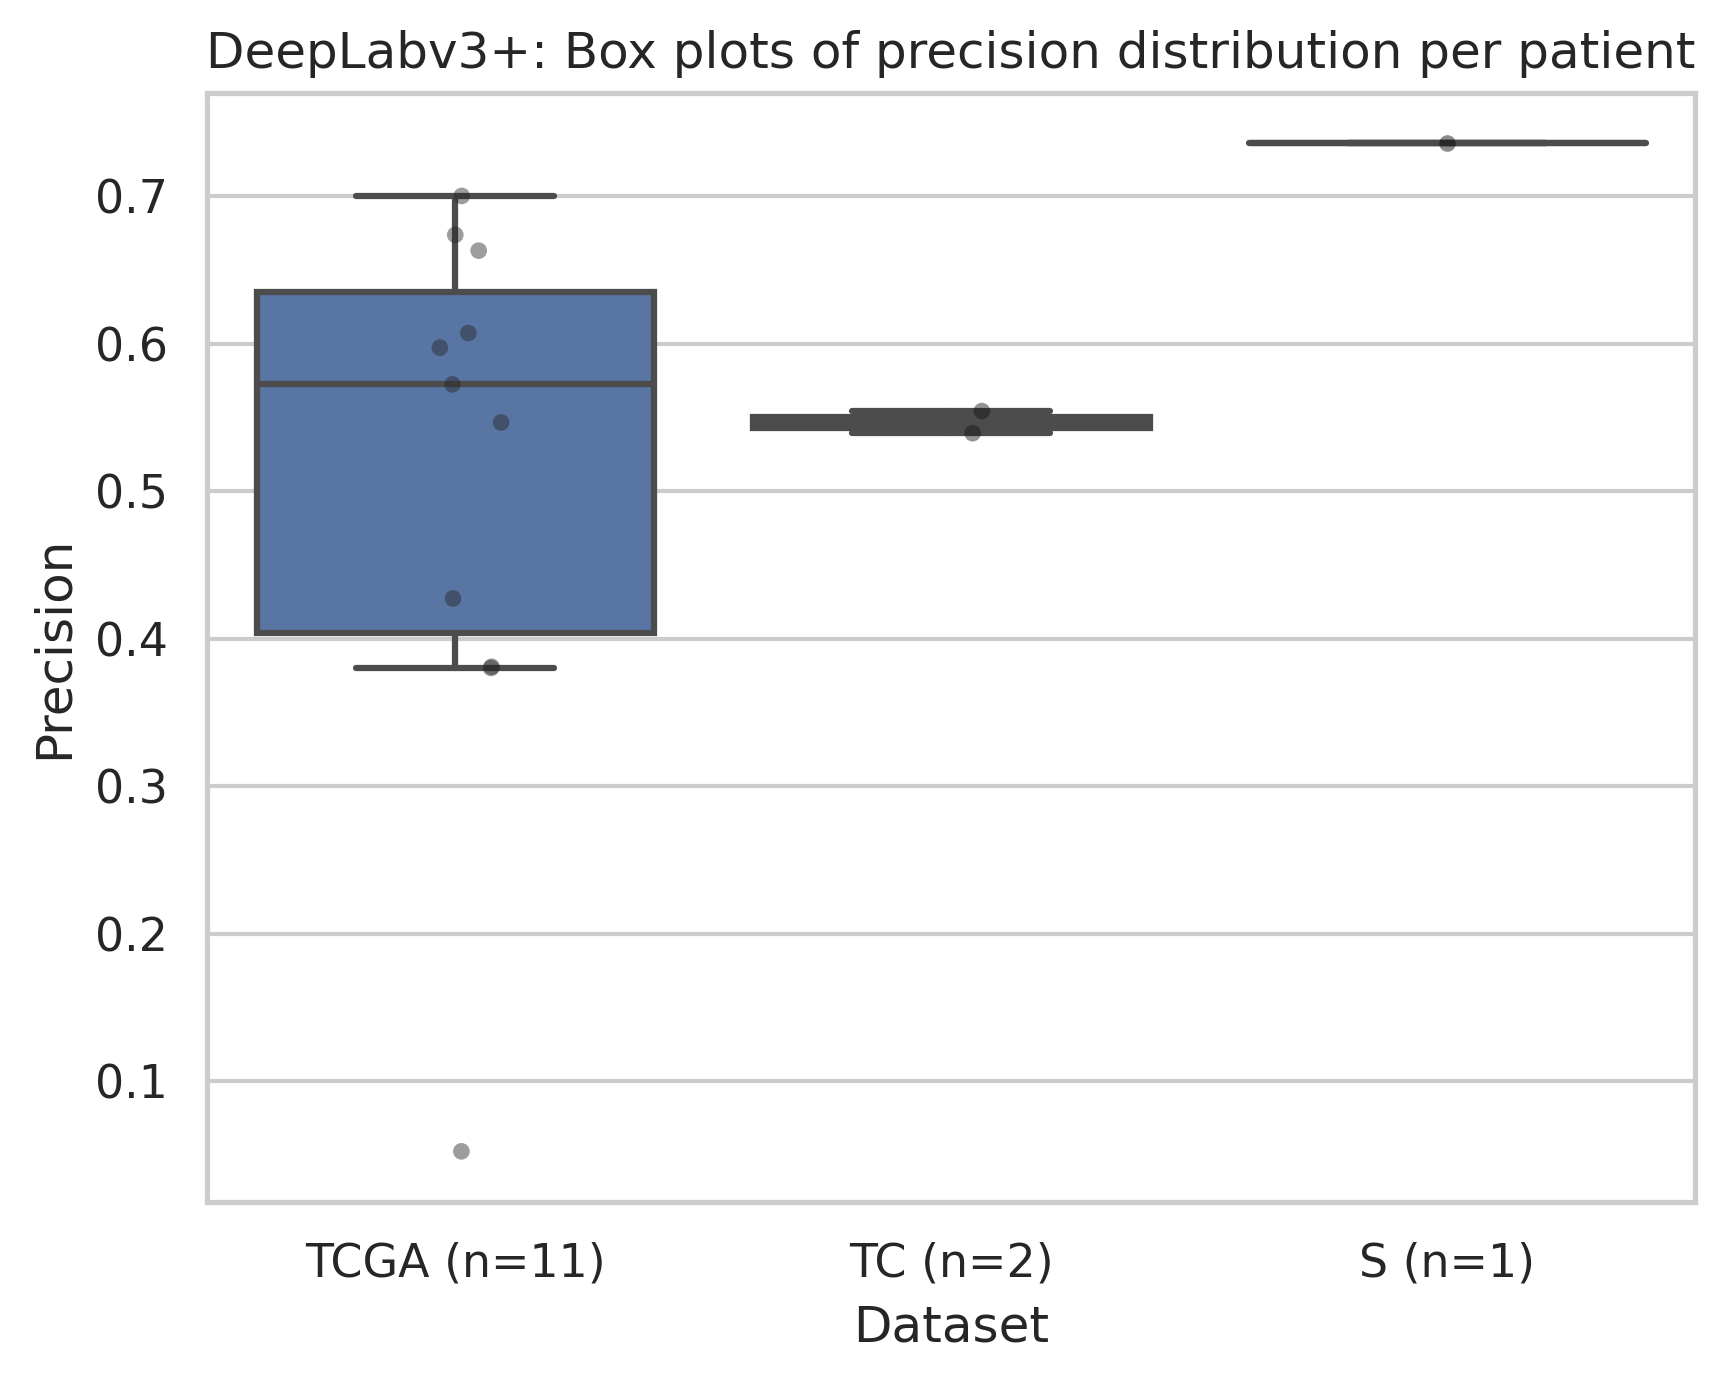 DeepLabv3+: Box plots of precision distribution per patient
0.7
0.6
0.5
0.4
0.3
0.2
0.1
Precision
TCGA (n=11) TC (n=2) S (n=1)
Dataset